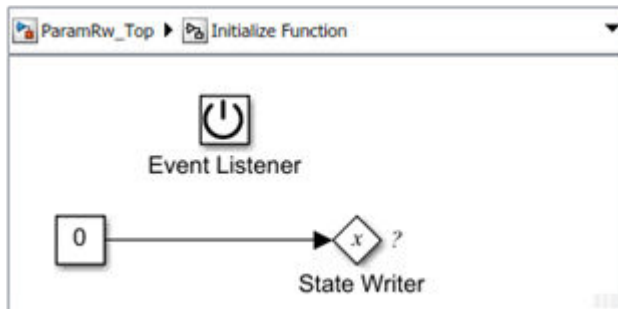 ParamRw_Top Initialize Function
Event Listener
0
x ?
State Writer